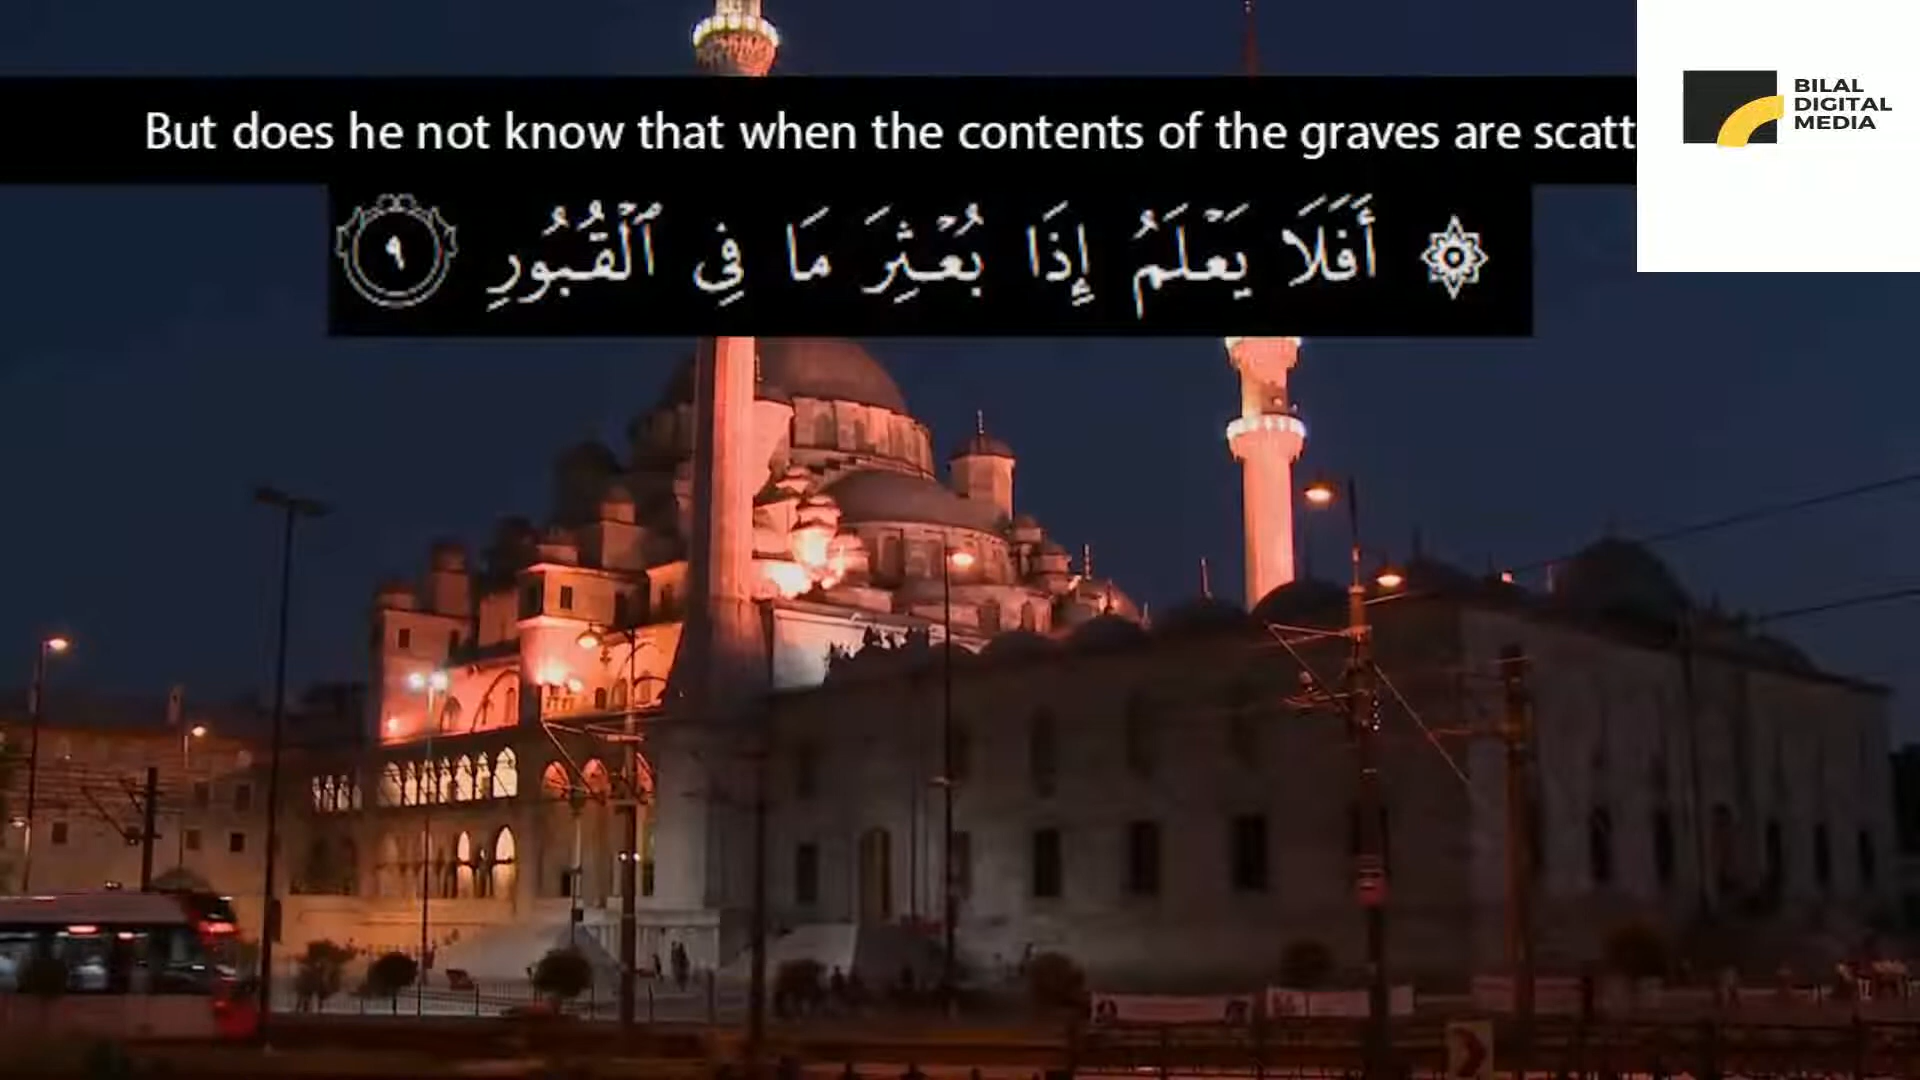 But does he not know that when the contents of the graves are scatt
BILAL
DIGITAL
MEDIA
۞ أَفَلَا يَعْلَمُ إِذَا بُعْثِرَ مَا فِى ٱلْقُبُورِ ٩